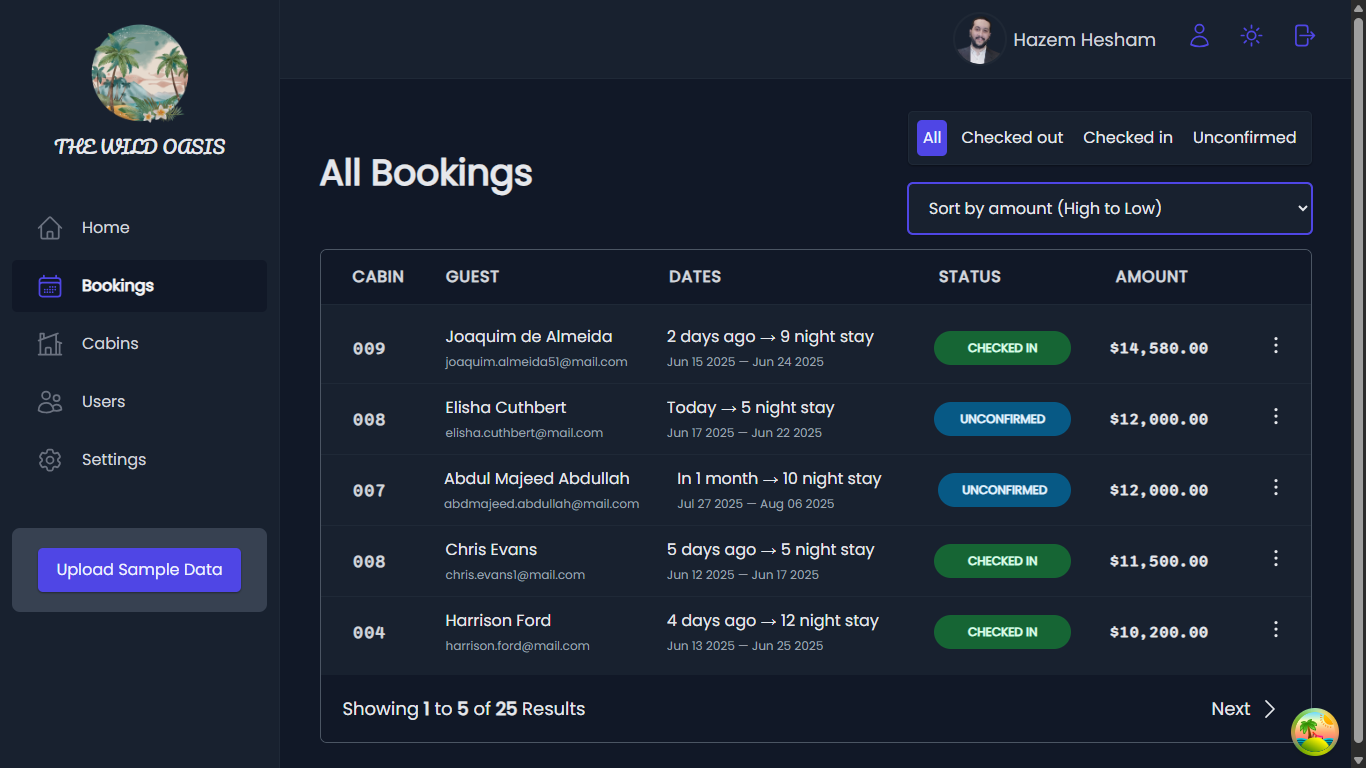 THE WILD OASIS
Home
Bookings
Cabins
Users
Settings
Upload Sample Data
Hazem Hesham
All Bookings
All Checked out Checked in Unconfirmed
Sort by amount (High to Low)
CABIN GUEST DATES STATUS AMOUNT
009 Joaquim de Almeida 2 days ago → 9 night stay CHECKED IN $14,580.00
joaquim.almeida51@mail.com Jun 15 2025 — Jun 24 2025
008 Elisha Cuthbert Today → 5 night stay UNCONFIRMED $12,000.00
elisha.cuthbert@mail.com Jun 17 2025 — Jun 22 2025
007 Abdul Majeed Abdullah In 1 month → 10 night stay UNCONFIRMED $12,000.00
abdmajeed.abdullah@mail.com Jul 27 2025 — Aug 06 2025
008 Chris Evans 5 days ago → 5 night stay CHECKED IN $11,500.00
chris.evans1@mail.com Jun 12 2025 — Jun 17 2025
004 Harrison Ford 4 days ago → 12 night stay CHECKED IN $10,200.00
harrison.ford@mail.com Jun 13 2025 — Jun 25 2025
Showing 1 to 5 of 25 Results
Next